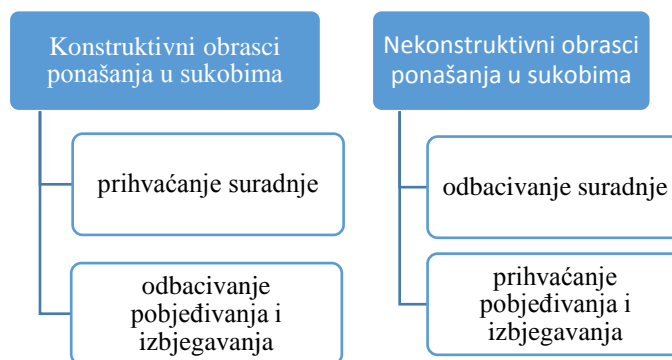 Konstruktivni obrasci
ponašanja u sukobima
prihvaćanje suradnje
odbacivanje
pobjeđivanja i
izbjegavanja
Nekonstruktivni obrasci
ponašanja u sukobima
odbacivanje suradnje
prihvaćanje
pobjeđivanja i
izbjegavanja